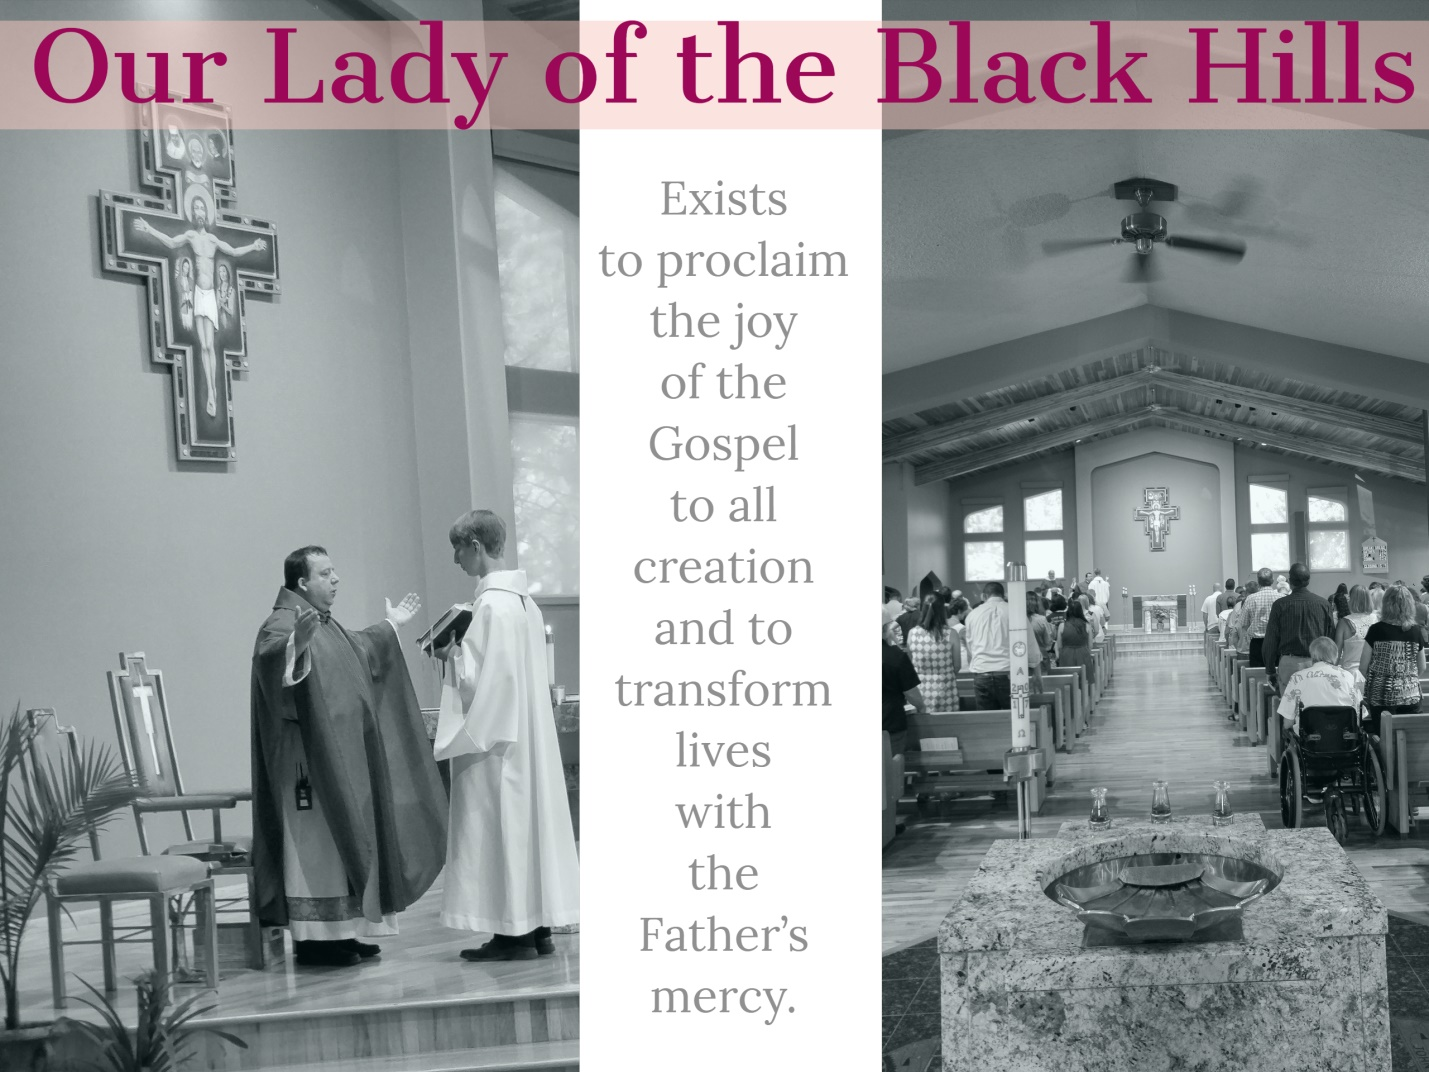 Our Lady of the Black Hills
Exists
to proclaim
the joy
of the
Gospel
to all
creation
and to
transform
lives
with
the
Father’s
mercy.